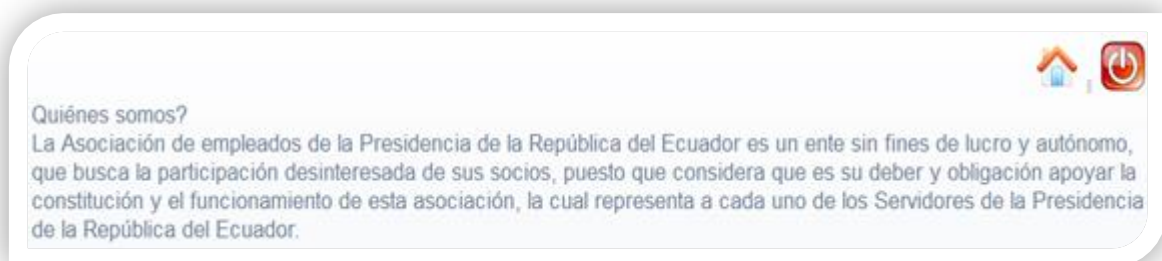 Quiénes somos?
La Asociación de empleados de la Presidencia de la República del Ecuador es un ente sin fines de lucro y autónomo,
que busca la participación desinteresada de sus socios, puesto que considera que es su deber y obligación apoyar la
constitución y el funcionamiento de esta asociación, la cual representa a cada uno de los Servidores de la Presidencia
de la República del Ecuador.